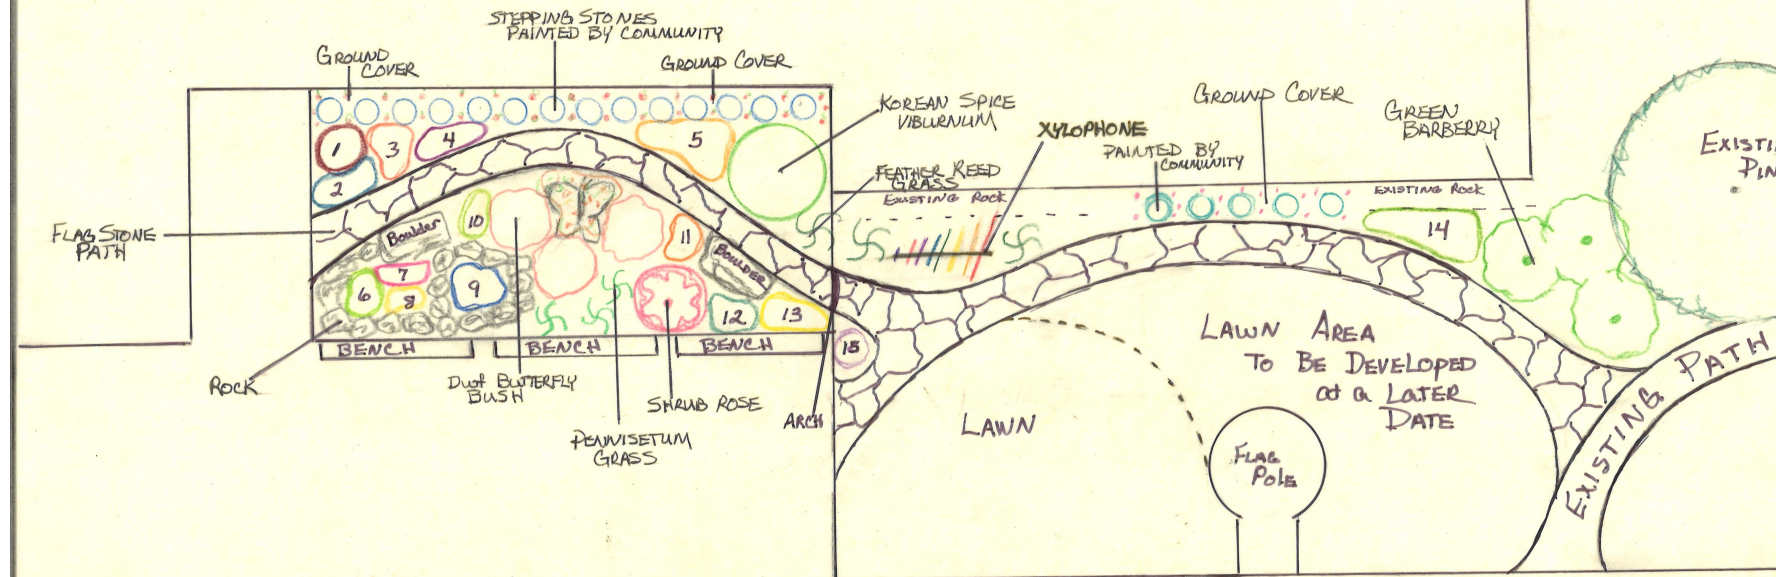 STEPPING STONES
PAINTED BY COMMUNITY
GROUND
COVER
GROUND COVER
KOREAN SPICE
VIBURNUM
XYLOPHONE
PAINTED BY
COMMUNITY
GROUND COVER
GREEN
BARBERRY
EXISTI
PIN
FEATHER REED
GRASS
EXISTING ROCK
EXISTING ROCK
1
2
3
4
5
FLAG STONE
PATH
Boulder
10
11
BOULDER
14
6
7
8
9
12
13
15
BENCH
BENCH
BENCH
ROCK
Dwf BUTTERFLY
BUSH
SHRUB ROSE
ARCH
PENNISETUM
GRASS
LAWN AREA
TO BE DEVELOPED
at a LATER
DATE
LAWN
FLAG
POLE
EXISTING PATH